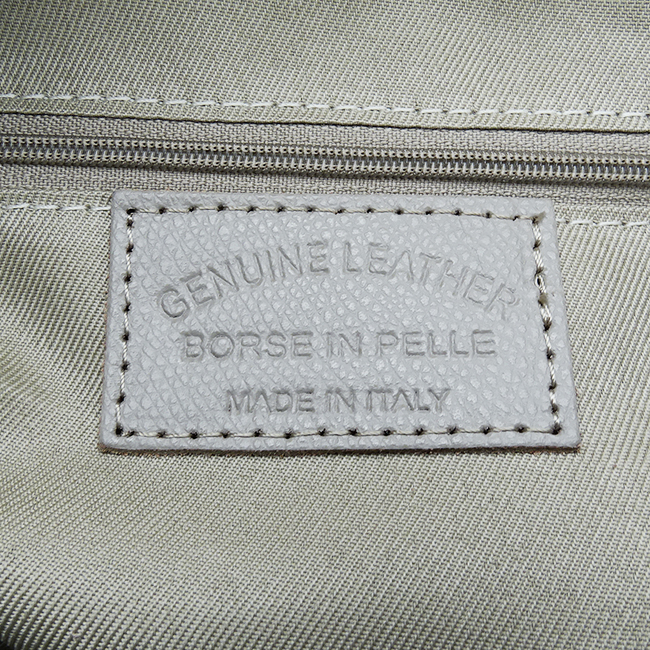 GENUINE LEATHER
BORSE IN PELLE
MADE IN ITALY